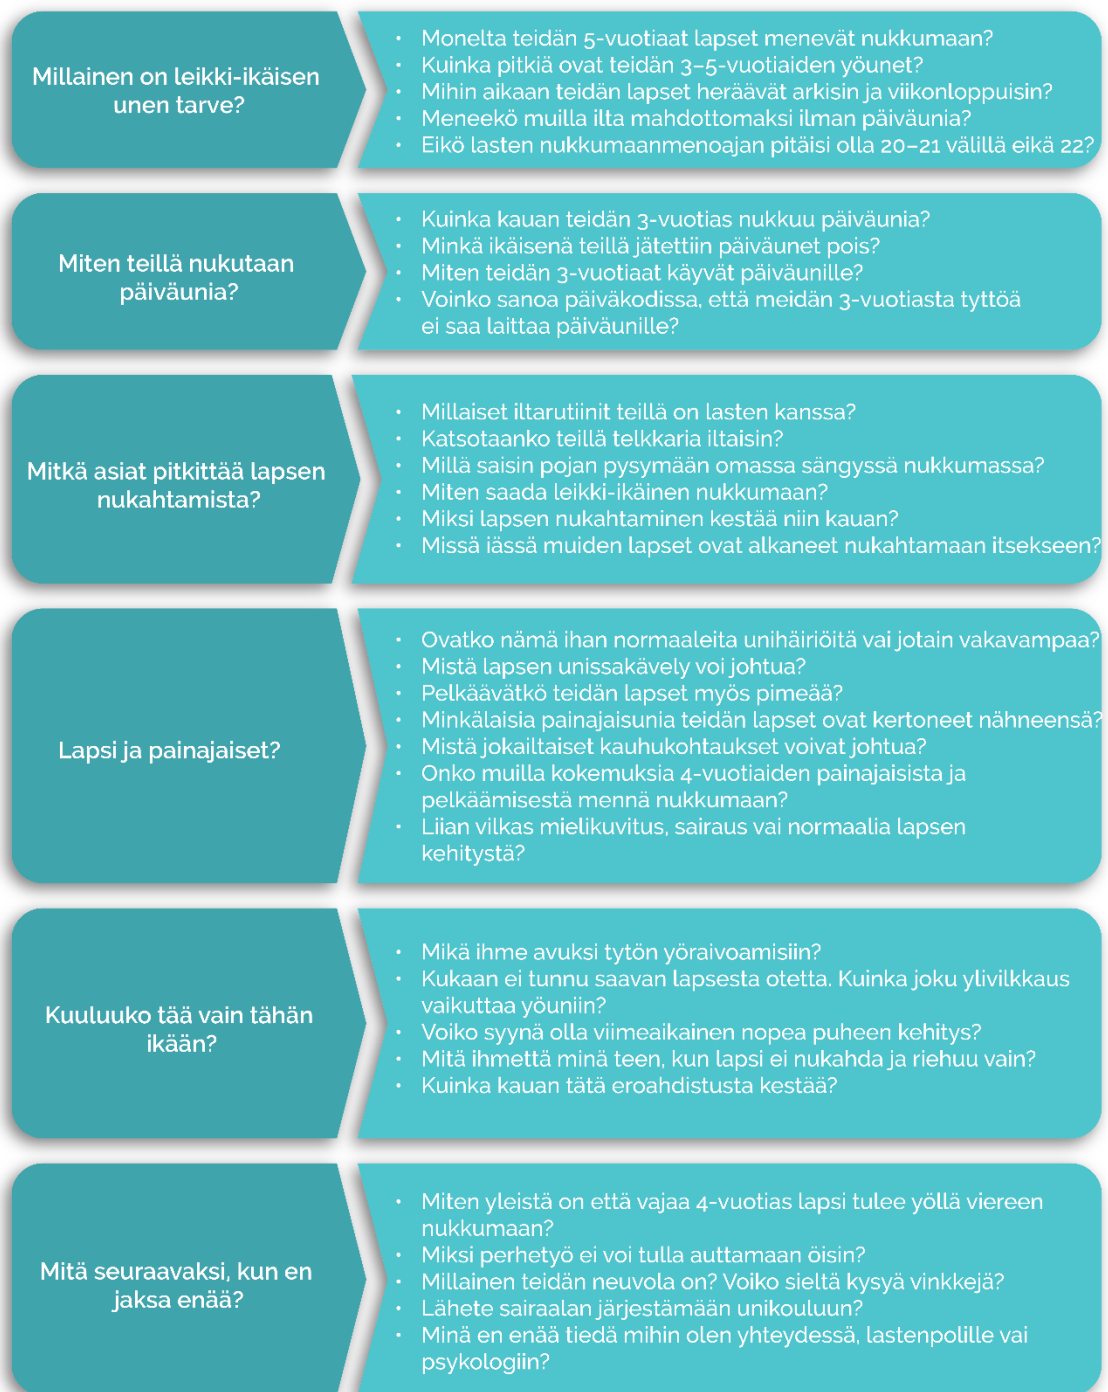 Millainen on leikki-ikäisen
unen tarve?
• Monelta teidän 5-vuotiaat lapset menevät nukkumaan?
• Kuinka pitkiä ovat teidän 3–5-vuotiaiden yöunet?
• Mihin aikaan teidän lapset heräävät arkisin ja viikonloppuisin?
• Meneekö muilla ilta mahdottomaksi ilman päiväunia?
• Eikö lasten nukkumaanmenoajan pitäisi olla 20–21 välillä eikä 22?
Miten teillä nukutaan
päiväunia?
• Kuinka kauan teidän 3-vuotias nukkuu päiväunia?
• Minkä ikäisenä teillä jätettiin päiväunet pois?
• Miten teidän 3-vuotiaat käyvät päiväunille?
• Voinko sanoa päiväkodissa, että meidän 3-vuotiasta tyttöä
ei saa laittaa päiväunille?
Mitkä asiat pitkittää lapsen
nukahtamista?
• Millaiset iltarutiinit teillä on lasten kanssa?
• Katsotaanko teillä telkkaria iltaisin?
• Millä saisin pojan pysymään omassa sängyssä nukkumassa?
• Miten saada leikki-ikäinen nukkumaan?
• Miksi lapsen nukahtaminen kestää niin kauan?
• Missä iässä muiden lapset ovat alkaneet nukahtamaan itsekseen?
Lapsi ja painajaiset?
• Ovatko nämä ihan normaaleita unihäiriöitä vai jotain vakavampaa?
• Mistä lapsen unissakävely voi johtua?
• Pelkäävätkö teidän lapset myös pimeää?
• Minkälaisia painajaisunia teidän lapset ovat kertoneet nähneensä?
• Mistä jokailtaiset kauhukohtaukset voivat johtua?
• Onko muilla kokemuksia 4-vuotiaiden painajaisista ja
pelkäämisestä mennä nukkumaan?
• Liian vilkas mielikuvitus, sairaus vai normaalia lapsen
kehitystä?
Kuuluuko tää vain tähän
ikään?
• Mikä ihme avuksi tytön yöraivoamisiin?
• Kukaan ei tunnu saavan lapsesta otetta. Kuinka joku ylivilkkaus
vaikuttaa yöuniin?
• Voiko syynä olla viimeaikainen nopea puheen kehitys?
• Mitä ihmettä minä teen, kun lapsi ei nukahda ja riehuu vain?
• Kuinka kauan tätä eroahdistusta kestää?
Mitä seuraavaksi, kun en
jaksa enää?
• Miten yleistä on että vajaa 4-vuotias lapsi tulee yöllä viereen
nukkumaan?
• Miksi perhetyö ei voi tulla auttamaan öisin?
• Millainen teidän neuvola on? Voiko sieltä kysyä vinkkejä?
• Lähete sairaalan järjestämään unikouluun?
• Minä en enää tiedä mihin olen yhteydessä, lastenpolille vai
psykologiin?